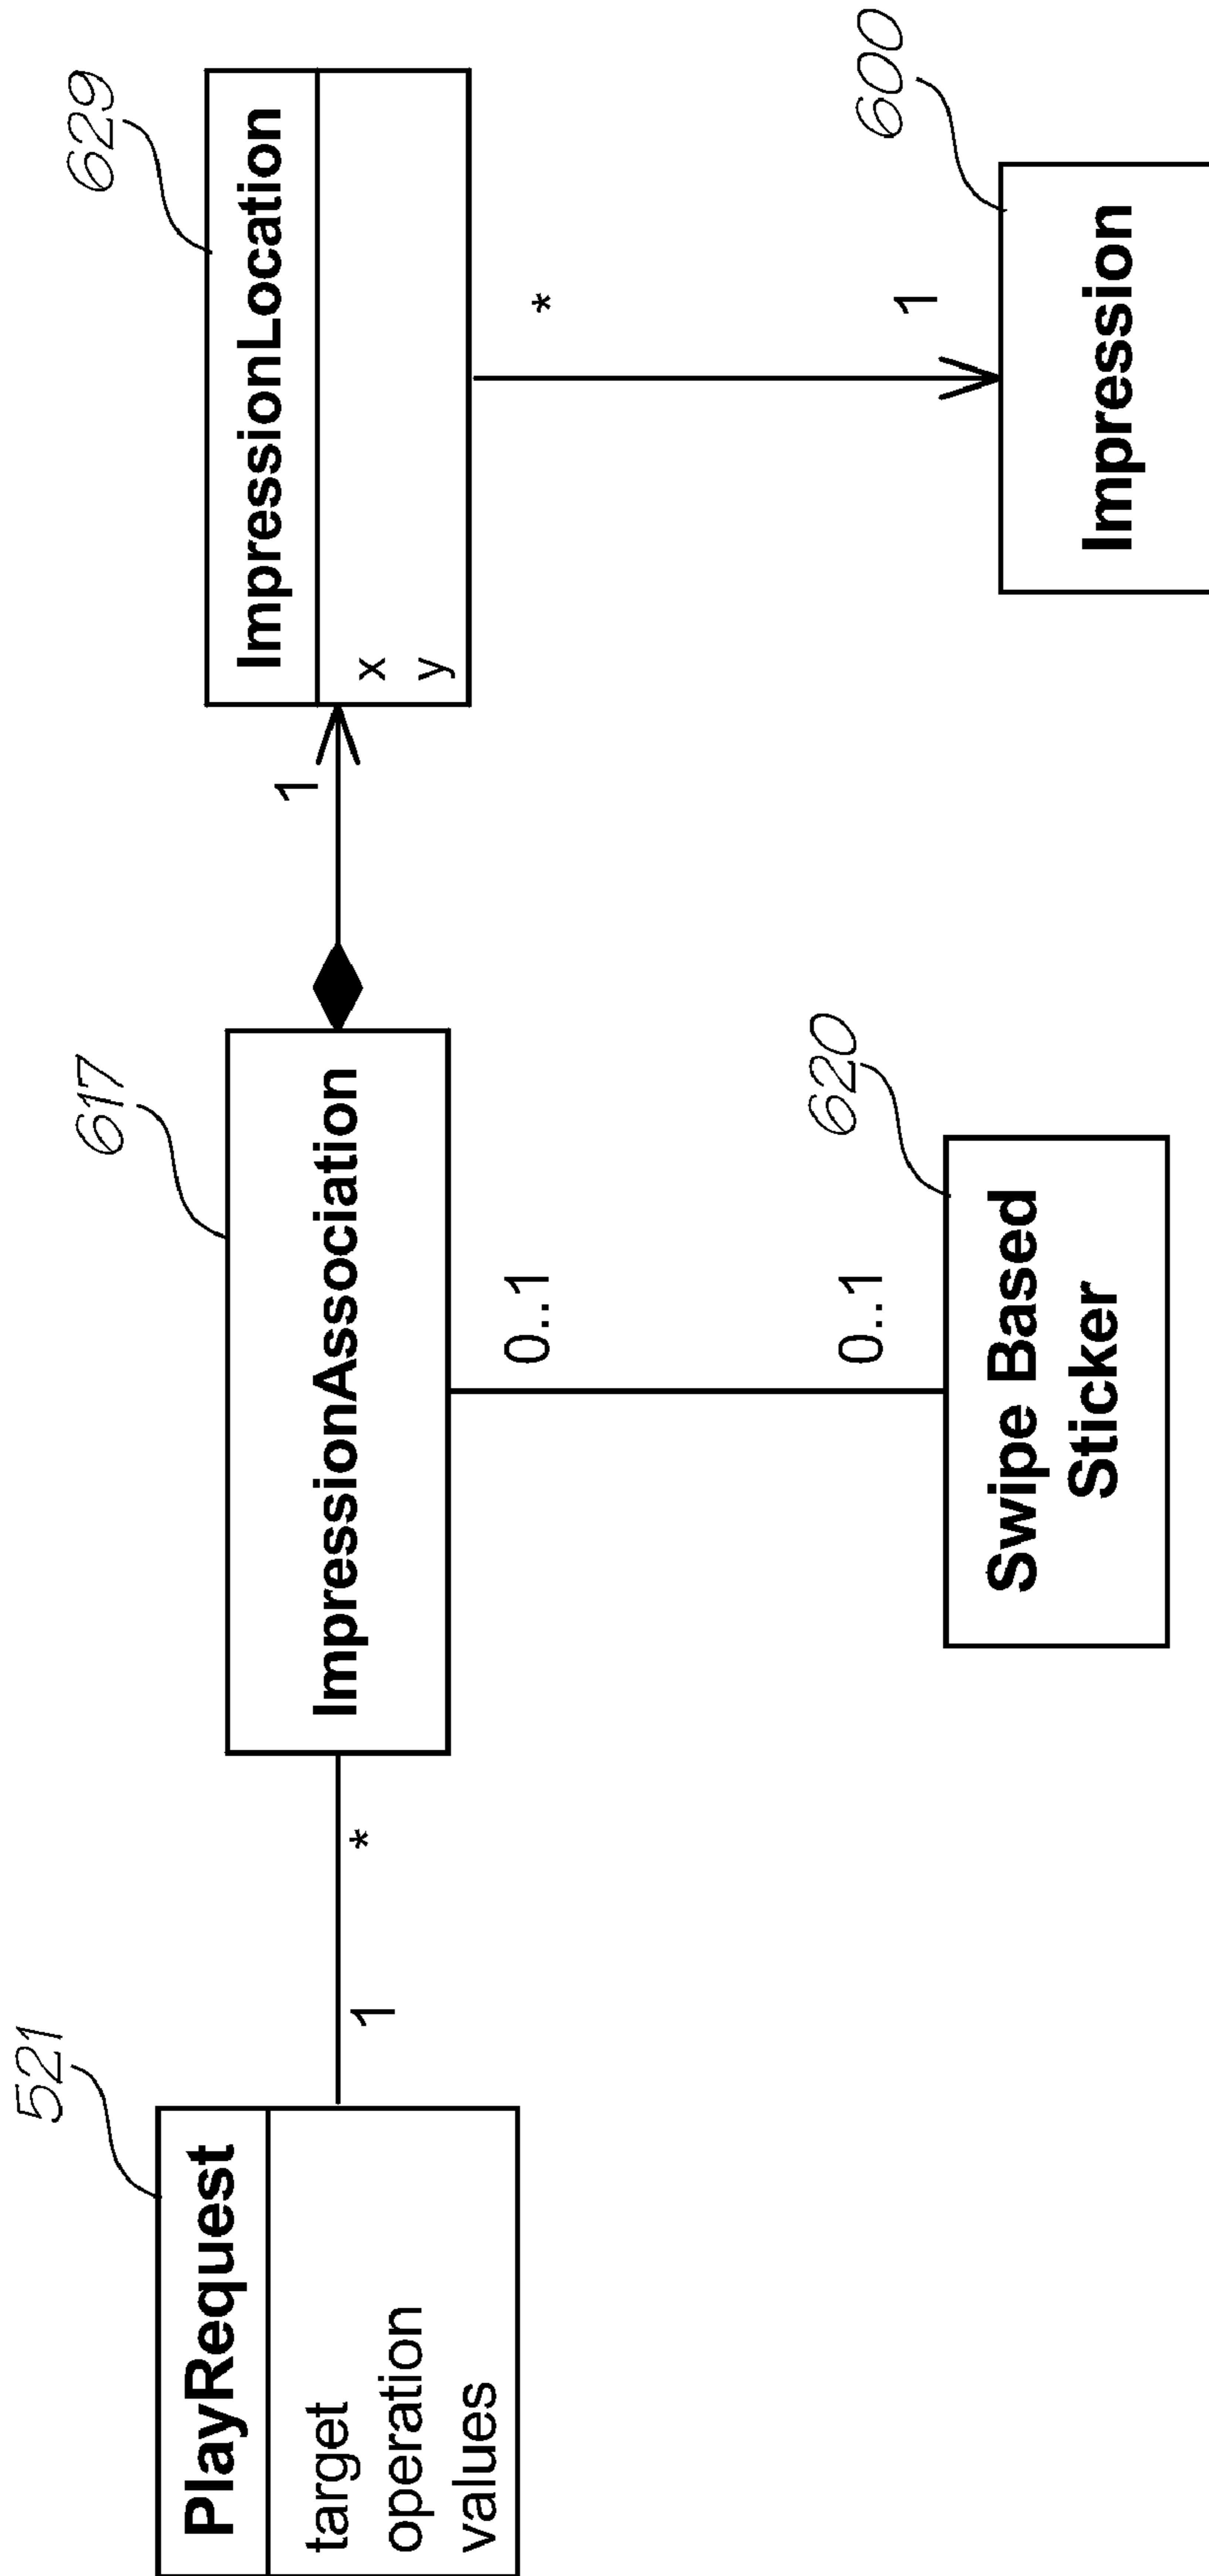 521
PlayRequest
target
operation
values
1
*
617
ImpressionAssociation
1
629
ImpressionLocation
x
y
0..1
0..1
620
Swipe Based
Sticker
*
1
600
Impression